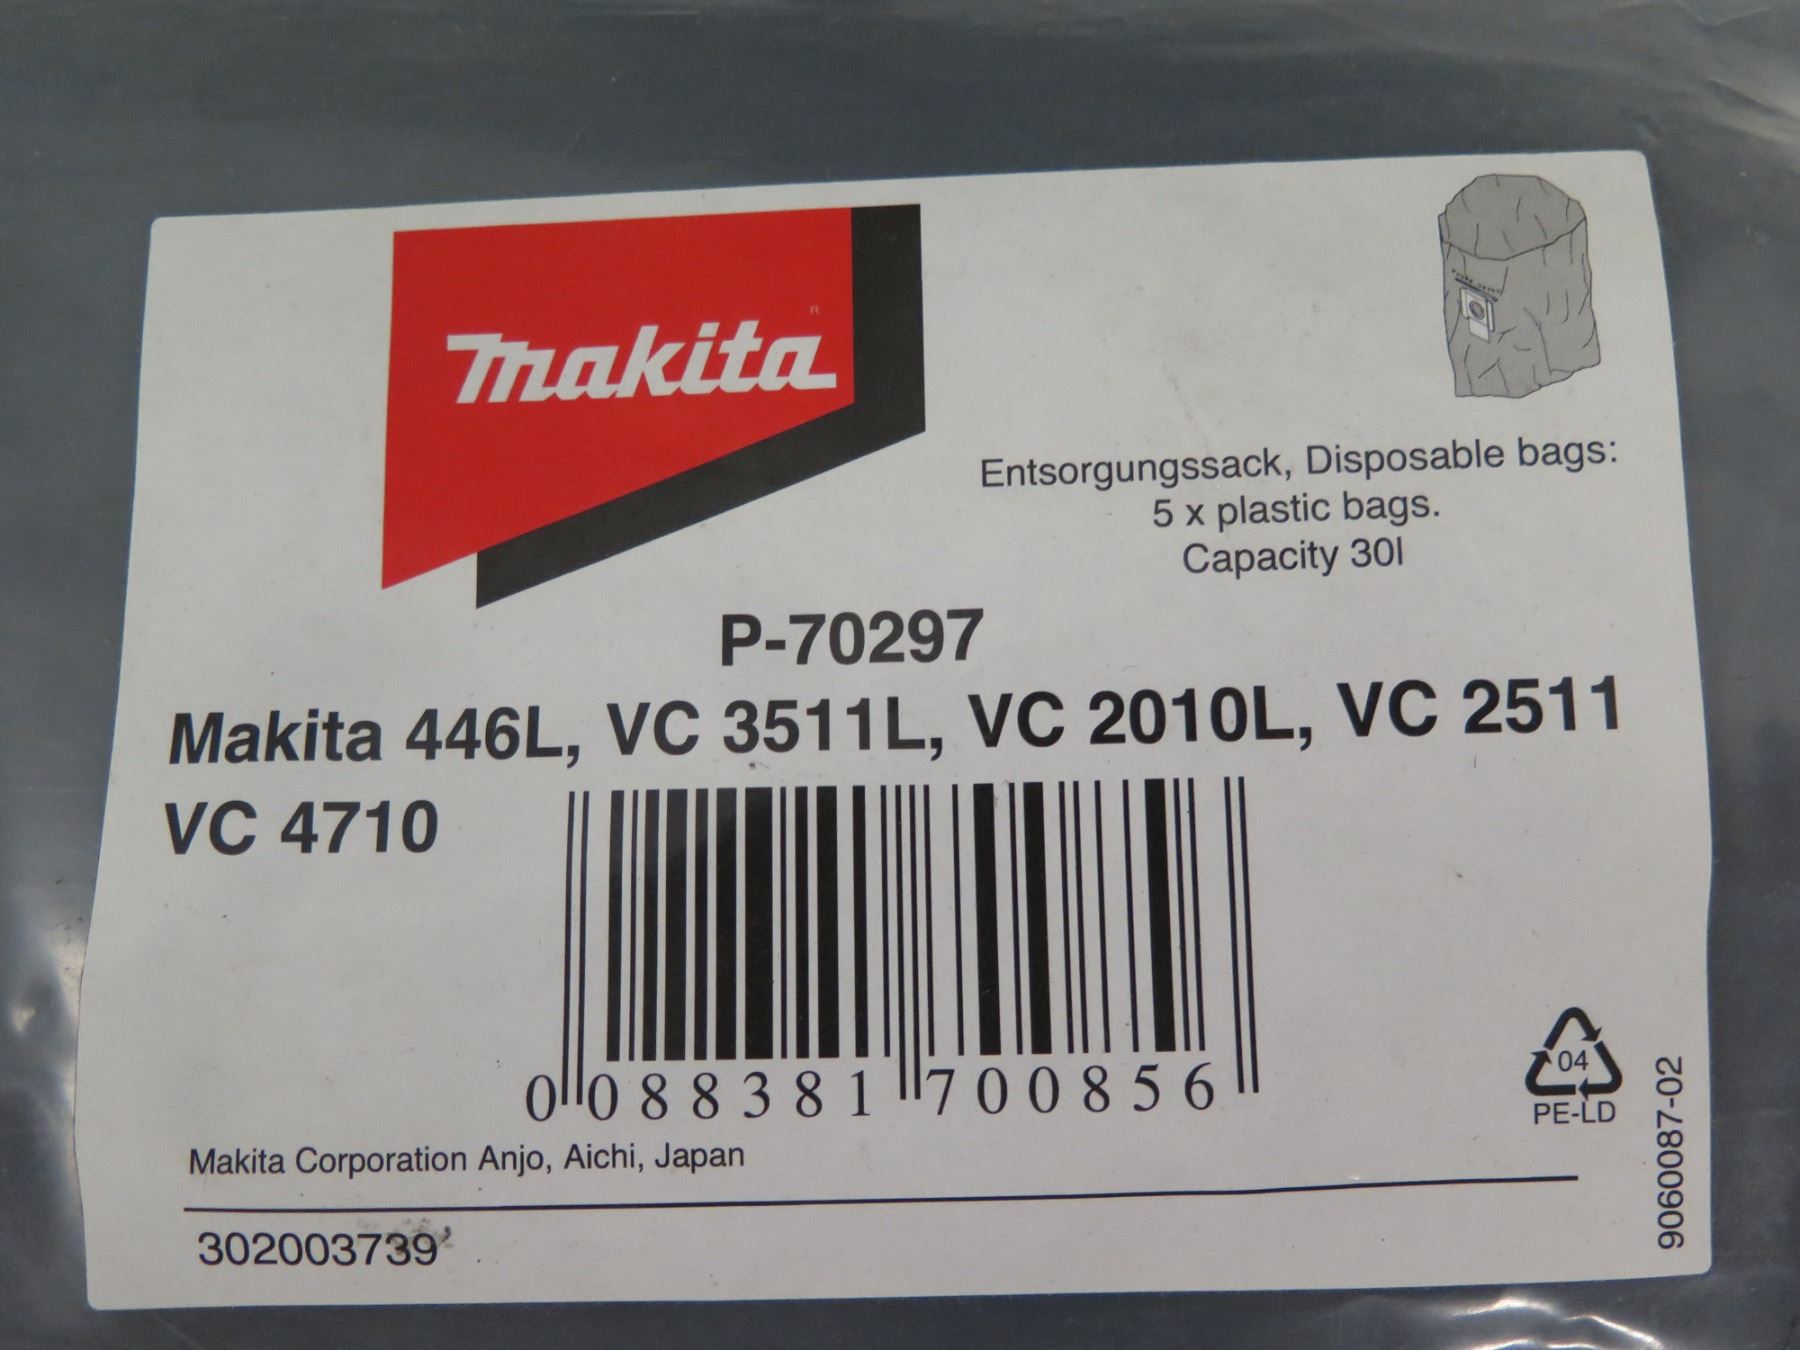 makita
Entsorgungssack, Disposable bags:
5 x plastic bags.
Capacity 30l
P-70297
Makita 446L, VC 3511L, VC 2010L, VC 2511
VC 4710
0 088381 700856
04
PE-LD
Makita Corporation Anjo, Aichi, Japan
302003739
9060087-02